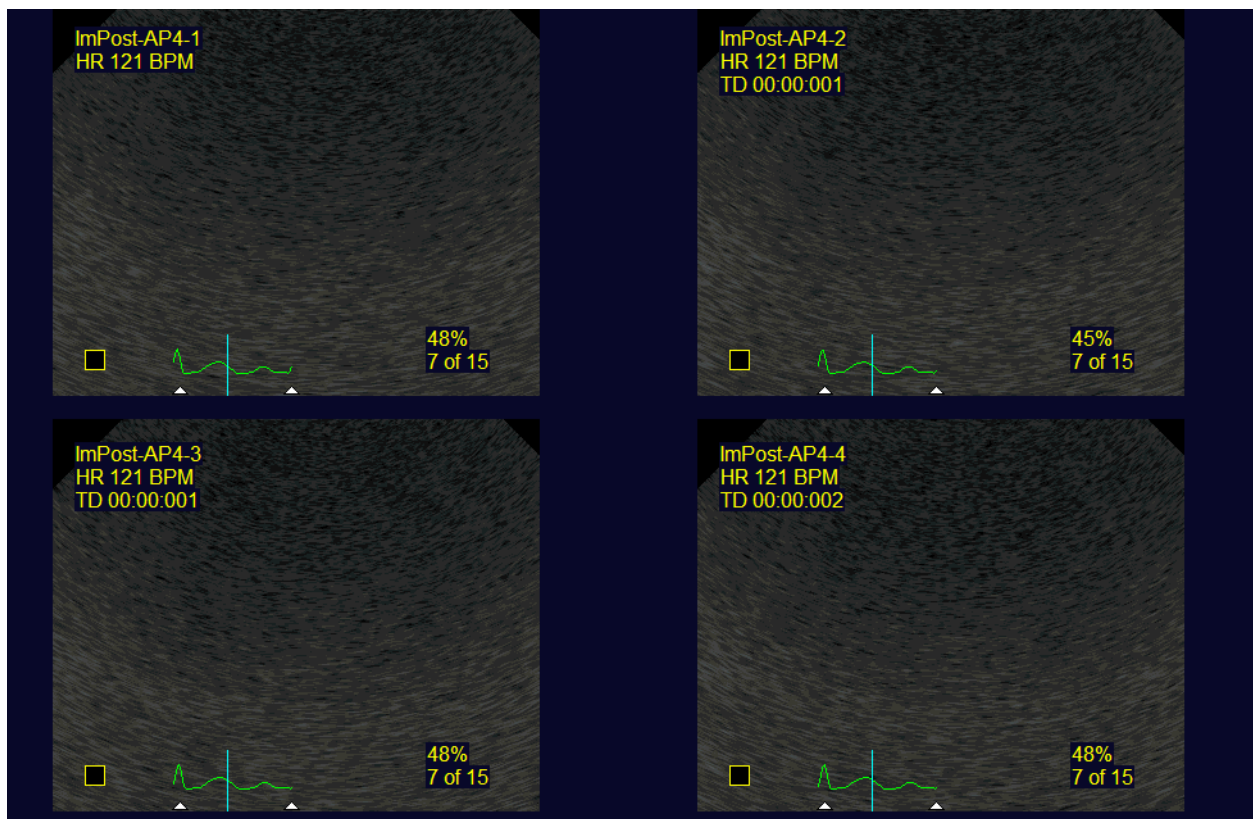 ImPost-AP4-1
HR 121 BPM
48%
7 of 15
ImPost-AP4-2
HR 121 BPM
TD 00:00:001
45%
7 of 15
ImPost-AP4-3
HR 121 BPM
TD 00:00:001
48%
7 of 15
ImPost-AP4-4
HR 121 BPM
TD 00:00:002
48%
7 of 15